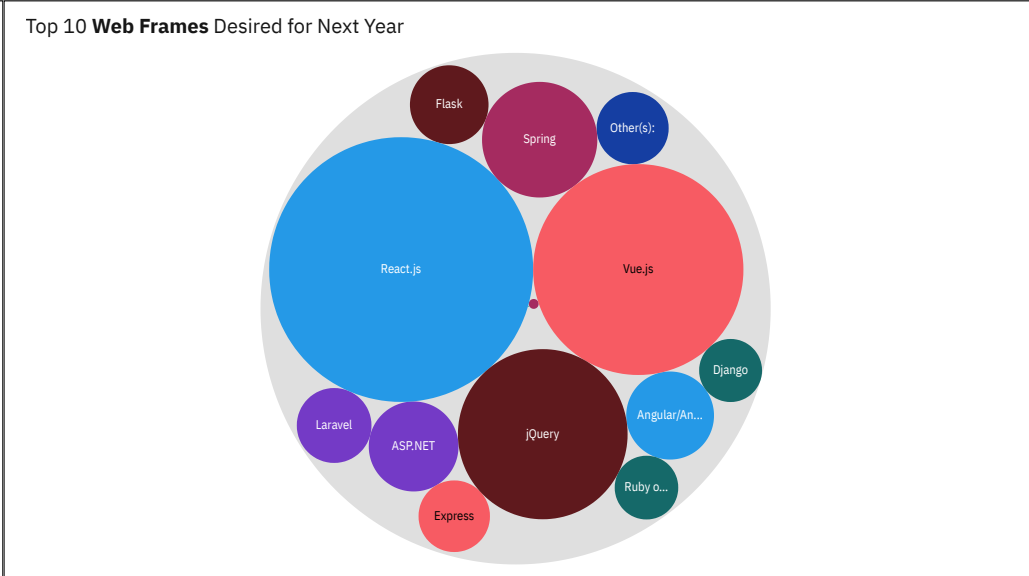 Top 10 Web Frames Desired for Next Year
Flask
Spring
Other(s):
React.js
Vue.js
Django
Angular/An...
Laravel
jQuery
ASP.NET
Ruby o...
Express